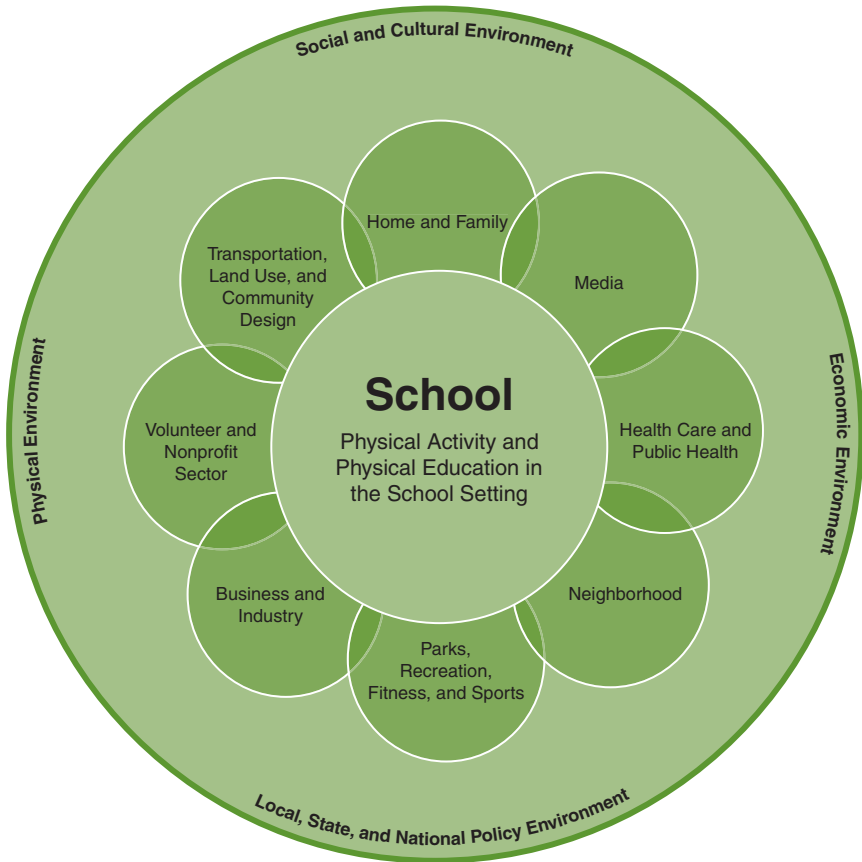 Social and Cultural Environment
Home and Family
Transportation,
Land Use, and
Community
Design
Media
Physical Environment
Economic Environment
School
Physical Activity and
Physical Education in
the School Setting
Volunteer and
Nonprofit
Sector
Health Care and
Public Health
Business and
Industry
Neighborhood
Parks,
Recreation,
Fitness, and Sports
Local, State, and National Policy Environment